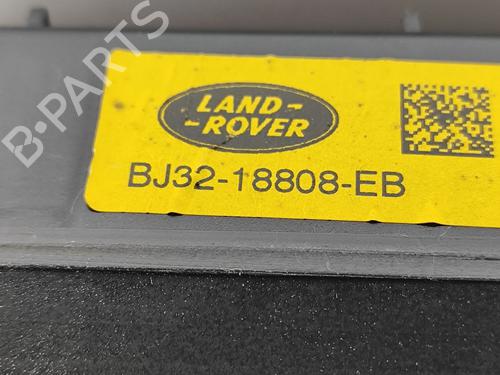 B-PARTS
LAND-
-ROVER
BJ32-18808-EB